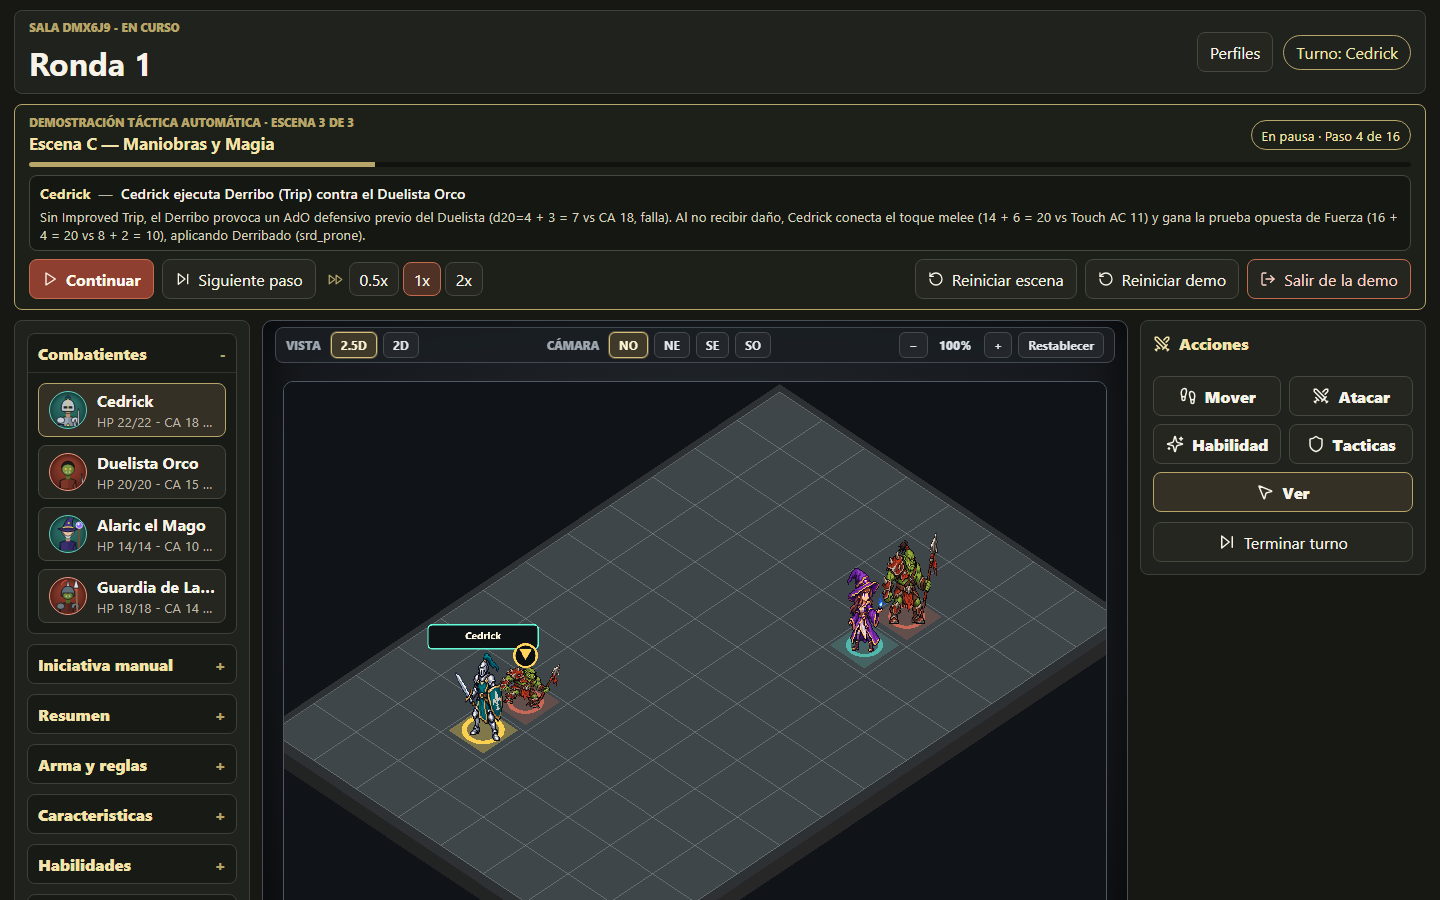 SALA DMX6J9 - EN CURSO
Ronda 1
Perfiles
Turno: Cedrick
DEMOSTRACIÓN TÁCTICA AUTOMÁTICA · ESCENA 3 DE 3
Escena C — Maniobras y Magia
En pausa · Paso 4 de 16
Cedrick — Cedrick ejecuta Derribo (Trip) contra el Duelista Orco
Sin Improved Trip, el Derribo provoca un AdO defensivo previo del Duelista (d20=4 + 3 = 7 vs CA 18, falla). Al no recibir daño, Cedrick conecta el toque melee (14 + 6 = 20 vs Touch AC 11) y gana la prueba opuesta de Fuerza (16 +
4 = 20 vs 8 + 2 = 10), aplicando Derribado (srd_prone).
Continuar
Siguiente paso
0.5x
1x
2x
Reiniciar escena
Reiniciar demo
Salir de la demo
Combatientes -
Cedrick
HP 22/22 - CA 18 ...
Duelista Orco
HP 20/20 - CA 15 ...
Alaric el Mago
HP 14/14 - CA 10 ...
Guardia de La...
HP 18/18 - CA 14 ...
Iniciativa manual +
Resumen +
Arma y reglas +
Caracteristicas +
Habilidades +
VISTA 2.5D 2D
CÁMARA NO NE SE SO
− 100% + Restablecer
Cedrick
Acciones
Mover
Atacar
Habilidad
Tacticas
Ver
Terminar turno